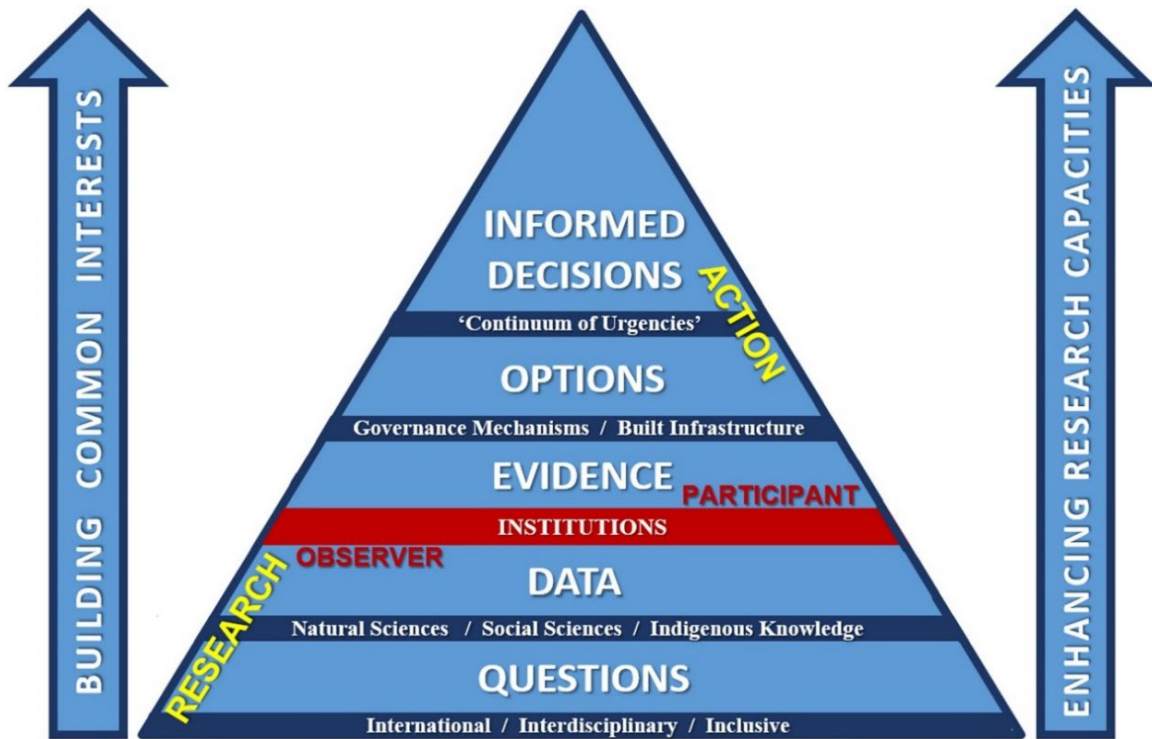 BUILDING COMMON INTERESTS
INFORMED
DECISIONS
ACTION
‘Continuum of Urgencies’
OPTIONS
Governance Mechanisms / Built Infrastructure
EVIDENCE
PARTICIPANT
INSTITUTIONS
OBSERVER
RESEARCH
DATA
Natural Sciences / Social Sciences / Indigenous Knowledge
QUESTIONS
International / Interdisciplinary / Inclusive
ENHANCING RESEARCH CAPACITIES